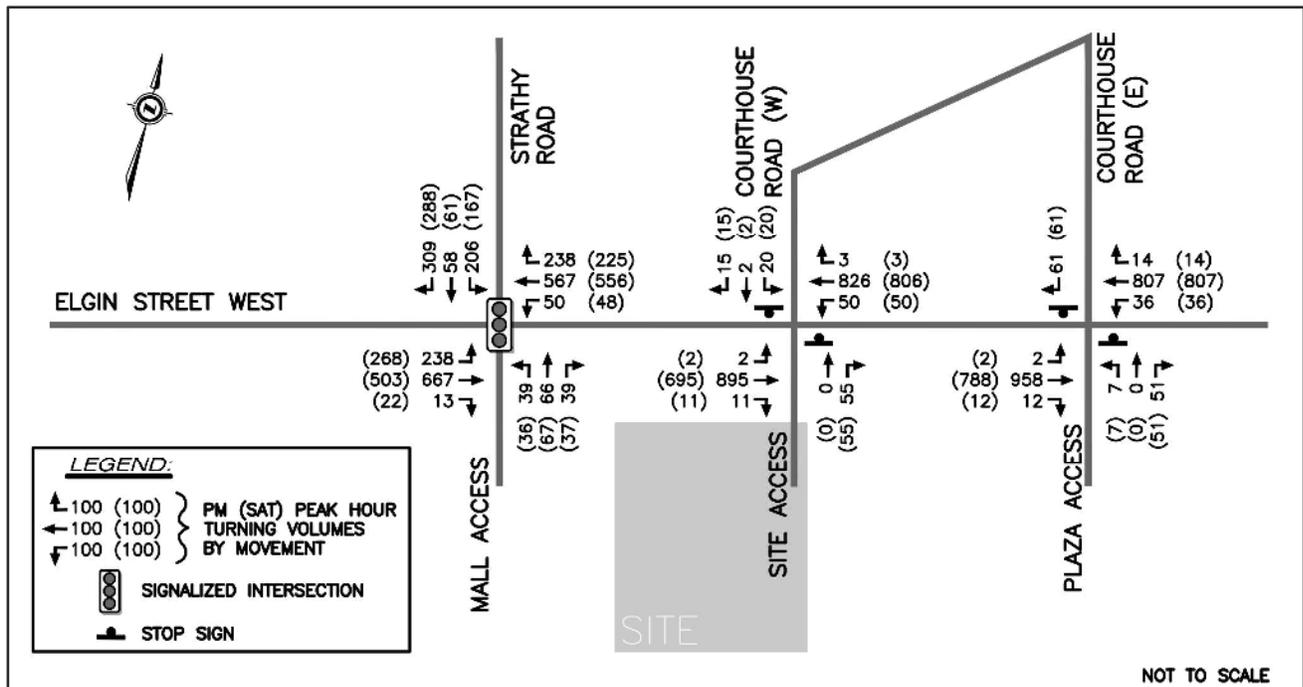 STRATHY
ROAD
COURTHOUSE
ROAD (W)
COURTHOUSE
ROAD (E)
N
309 (288)
58 (61)
206 (167)
238 (225)
567 (556)
50 (48)
15 (15)
2 (2)
20 (20)
3 (3)
826 (806)
50 (50)
61 (61)
14 (14)
807 (807)
36 (36)
ELGIN STREET WEST
(268) 238
(503) 667
(22) 13
39 (36)
66 (67)
39 (37)
(2) 2
(695) 895
(11) 11
0 (0)
55 (55)
(2) 2
(788) 958
(12) 12
7 (7)
0 (0)
51 (51)
MALL ACCESS
SITE ACCESS
PLAZA ACCESS
SITE
LEGEND:
100 (100)
100 (100)
100 (100)
PM (SAT) PEAK HOUR
TURNING VOLUMES
BY MOVEMENT
SIGNALIZED INTERSECTION
STOP SIGN
NOT TO SCALE